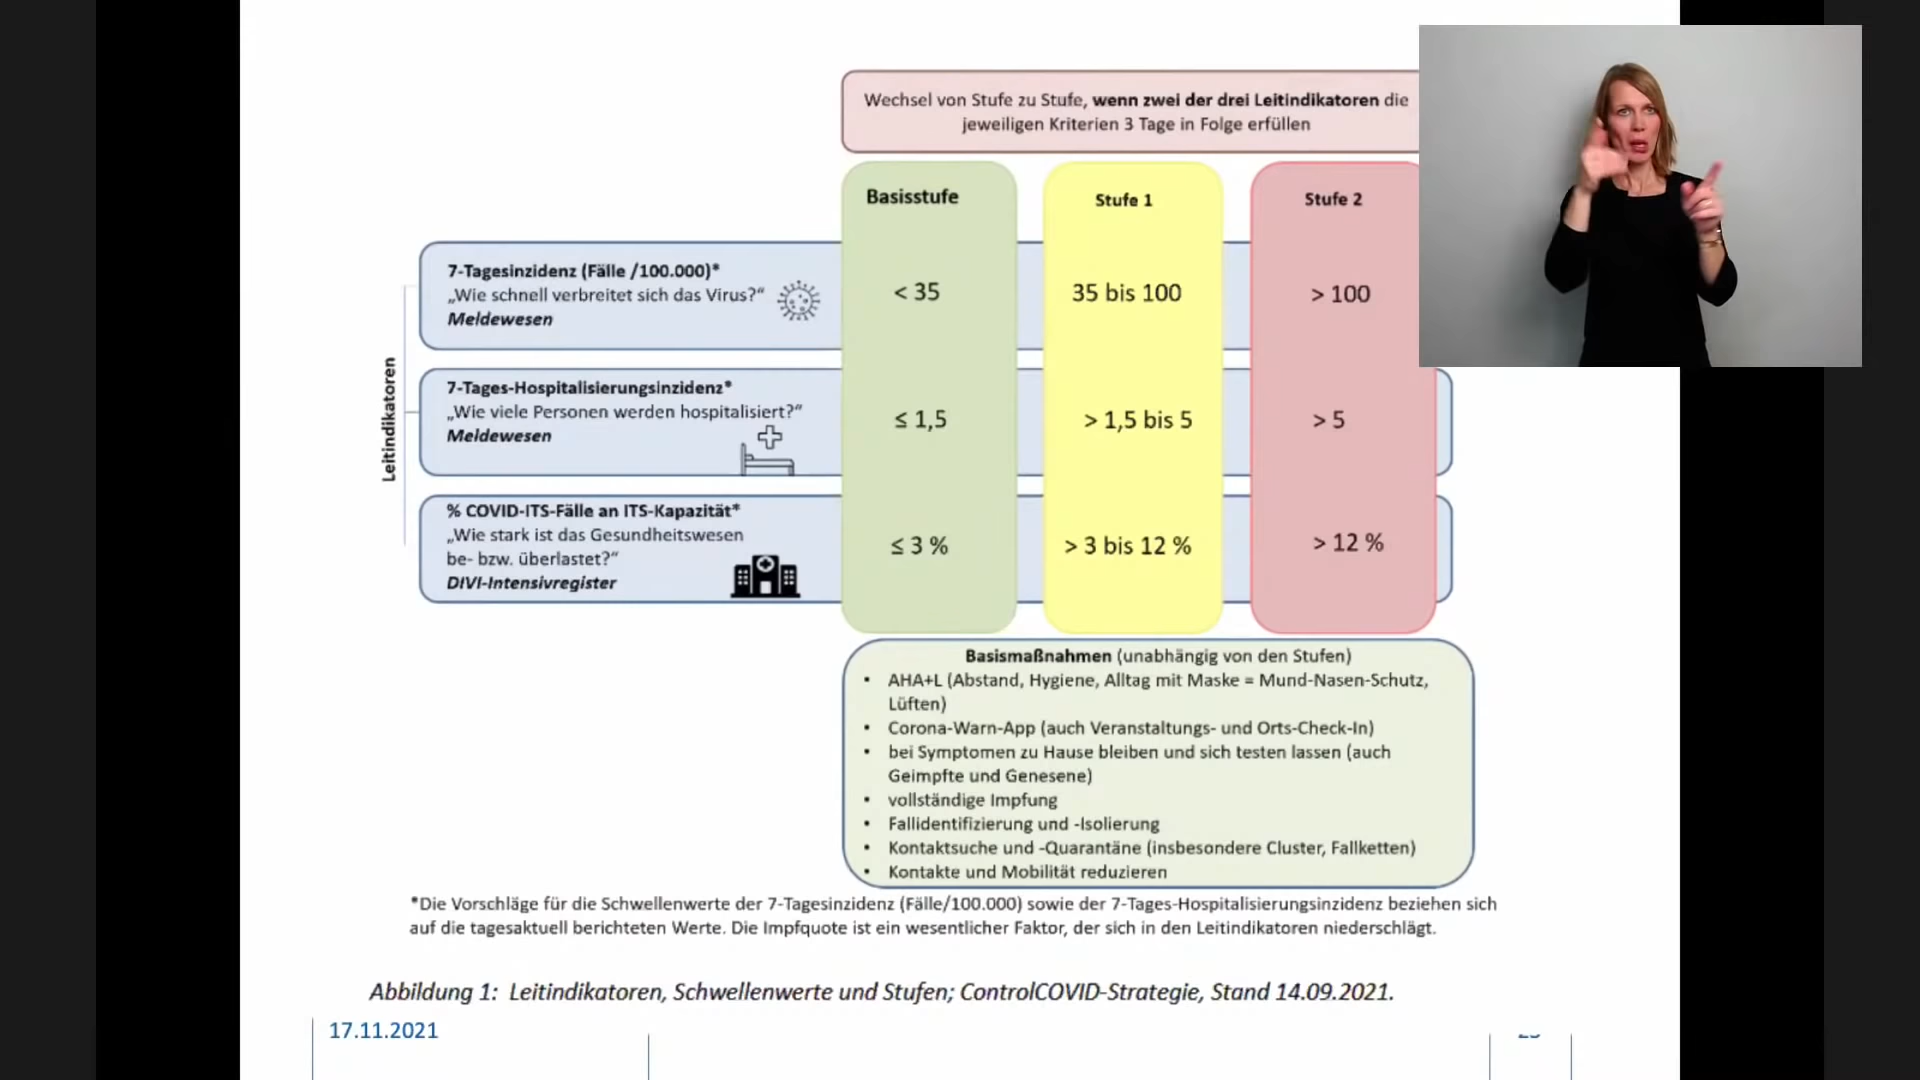 Wechsel von Stufe zu Stufe, wenn zwei der drei Leitindikatoren die
jeweiligen Kriterien 3 Tage in Folge erfüllen
Basisstufe
Stufe 1
Stufe 2
Leitindikatoren
7-Tagesinzidenz (Fälle /100.000)*
„Wie schnell verbreitet sich das Virus?“
Meldewesen
< 35
35 bis 100
> 100
7-Tages-Hospitalisierungsinzidenz*
„Wie viele Personen werden hospitalisiert?“
Meldewesen
≤ 1,5
> 1,5 bis 5
> 5
% COVID-ITS-Fälle an ITS-Kapazität*
„Wie stark ist das Gesundheitswesen
be- bzw. überlastet?“
DIVI-Intensivregister
≤ 3 %
> 3 bis 12 %
> 12 %
Basismaßnahmen (unabhängig von den Stufen)
• AHA+L (Abstand, Hygiene, Alltag mit Maske = Mund-Nasen-Schutz,
Lüften)
• Corona-Warn-App (auch Veranstaltungs- und Orts-Check-In)
• bei Symptomen zu Hause bleiben und sich testen lassen (auch
Geimpfte und Genesene)
• vollständige Impfung
• Fallidentifizierung und -Isolierung
• Kontaktsuche und -Quarantäne (insbesondere Cluster, Fallketten)
• Kontakte und Mobilität reduzieren
*Die Vorschläge für die Schwellenwerte der 7-Tagesinzidenz (Fälle/100.000) sowie der 7-Tages-Hospitalisierungsinzidenz beziehen sich
auf die tagesaktuell berichteten Werte. Die Impfquote ist ein wesentlicher Faktor, der sich in den Leitindikatoren niederschlägt.
Abbildung 1: Leitindikatoren, Schwellenwerte und Stufen; ControlCOVID-Strategie, Stand 14.09.2021.
17.11.2021